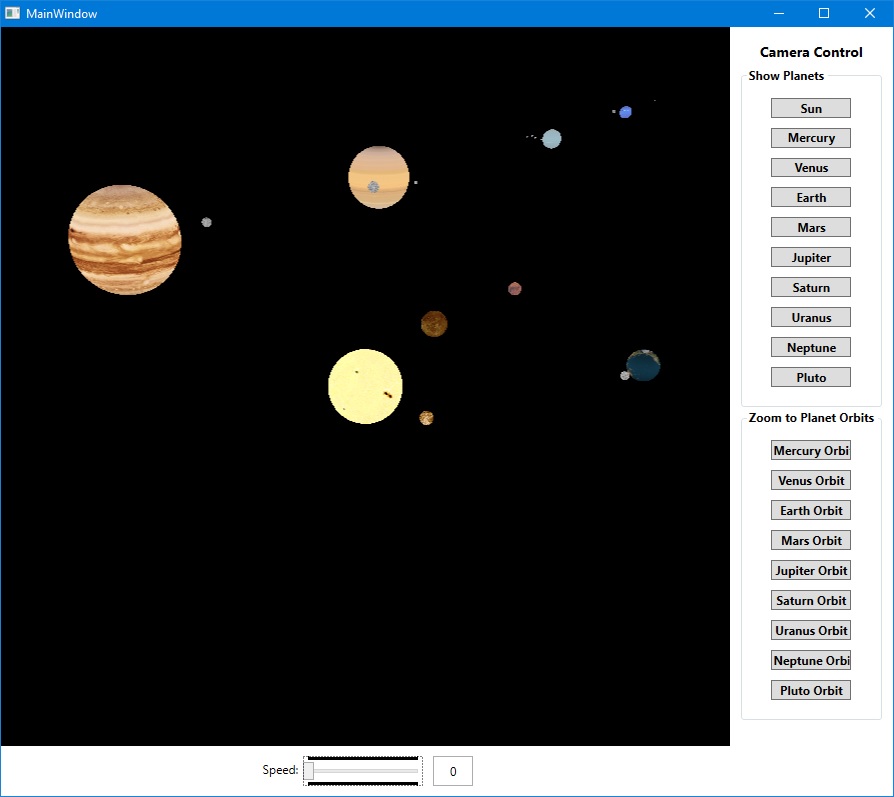 MainWindow
Camera Control
Show Planets
Sun
Mercury
Venus
Earth
Mars
Jupiter
Saturn
Uranus
Neptune
Pluto
Zoom to Planet Orbits
Mercury Orbi
Venus Orbit
Earth Orbit
Mars Orbit
Jupiter Orbit
Saturn Orbit
Uranus Orbit
Neptune Orbi
Pluto Orbit
Speed: 0